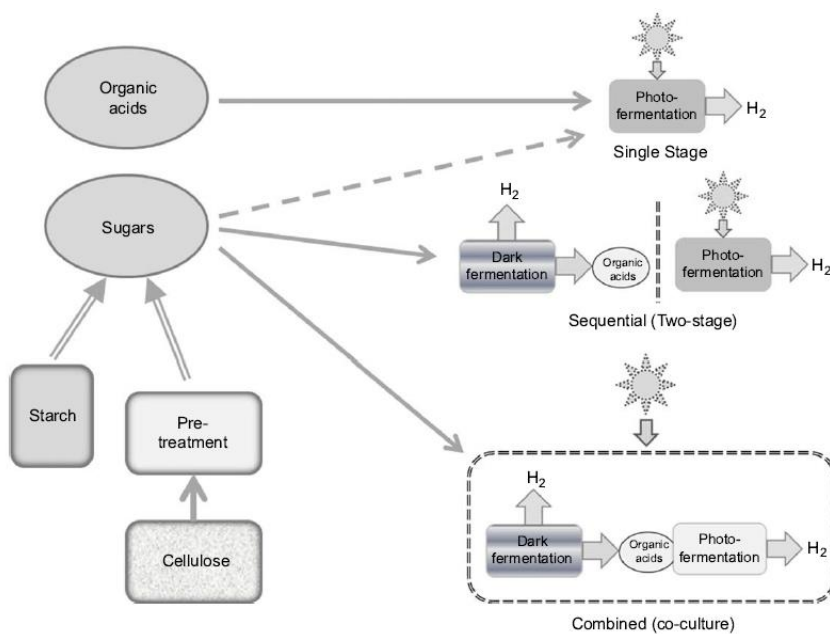 Organic
acids
Photo-
fermentation
H2
Single Stage
Sugars
H2
Dark
fermentation
Organic
acids
Photo-
fermentation
H2
Sequential (Two-stage)
Starch
Pre-
treatment
Cellulose
H2
Dark
fermentation
Organic
acids
Photo-
fermentation
H2
Combined (co-culture)